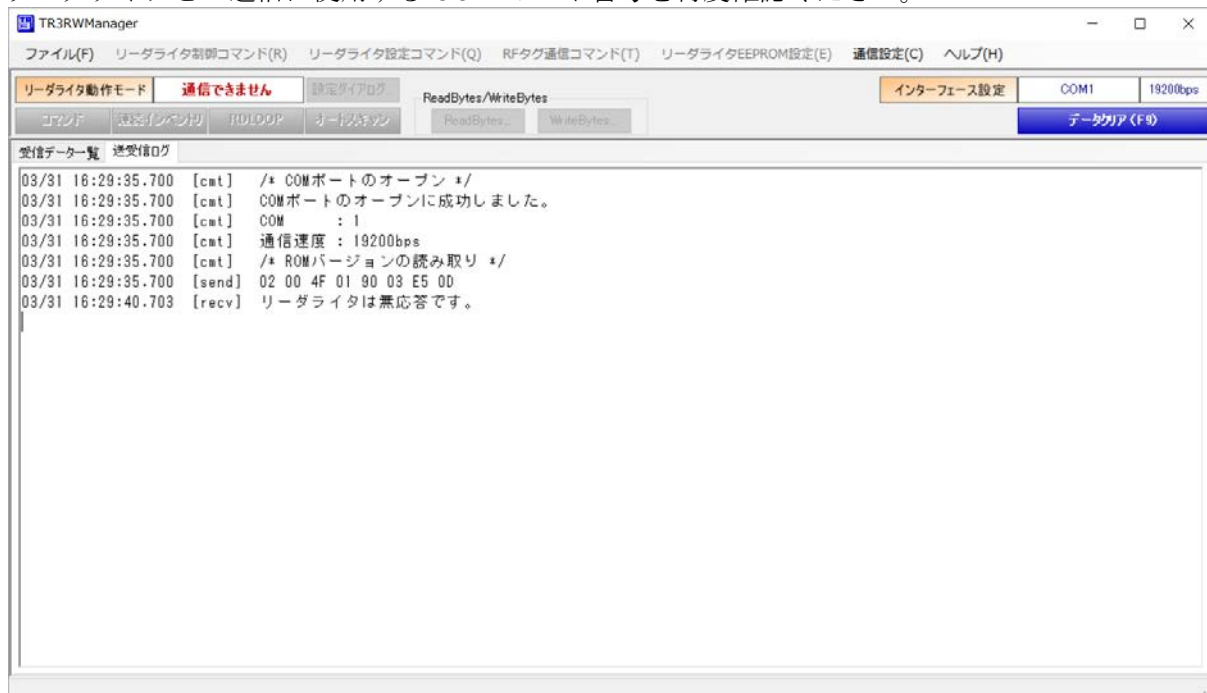 TR3RWManager
ファイル(F) リーダライタ制御コマンド(R) リーダライタ設定コマンド(Q) RFタグ通信コマンド(T) リーダライタEEPROM設定(E) 通信設定(C) ヘルプ(H)
リーダライタ動作モード 通信できません 設定ダイアログ ReadBytes/WriteBytes インターフェース設定 COM1 19200bps
コマンド 連続インベントリ RDLOOP オートスキャン ReadBytes... WriteBytes... データクリア(F9)
受信データ一覧 送受信ログ
03/31 16:29:35.700 [cmt] /* COMポートのオープン */
03/31 16:29:35.700 [cmt] COMポートのオープンに成功しました。
03/31 16:29:35.700 [cmt] COM : 1
03/31 16:29:35.700 [cmt] 通信速度 : 19200bps
03/31 16:29:35.700 [cmt] /* ROMバージョンの読み取り */
03/31 16:29:35.700 [send] 02 00 4F 01 90 03 E5 0D
03/31 16:29:40.703 [recv] リーダライタは無応答です。